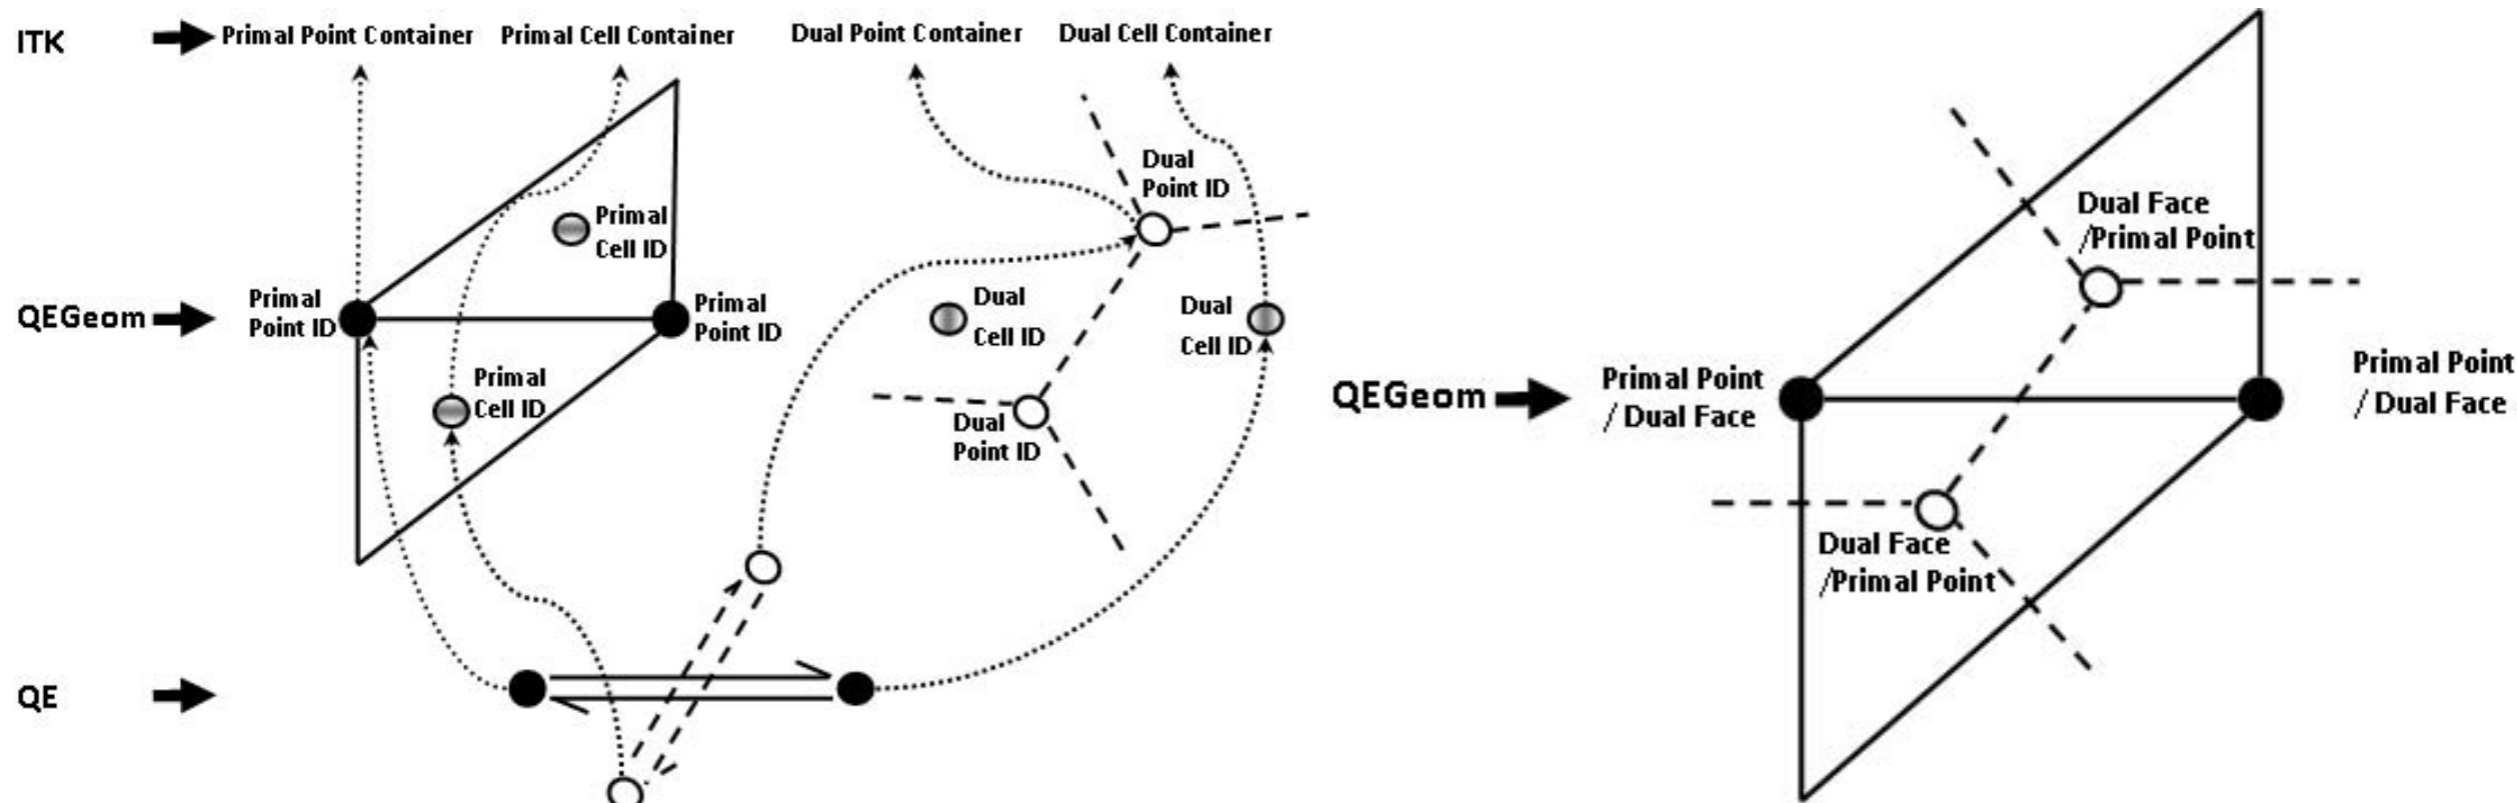 ITK
Primal Point Container
Primal Cell Container
Dual Point Container
Dual Cell Container
Dual
Point ID
Primal
Cell ID
QEGeom
Primal
Point ID
Primal
Point ID
Dual
Cell ID
Dual
Cell ID
Primal
Cell ID
Dual
Point ID
QE
Dual Face
/Primal Point
QEGeom
Primal Point
/ Dual Face
Primal Point
/ Dual Face
Dual Face
/Primal Point